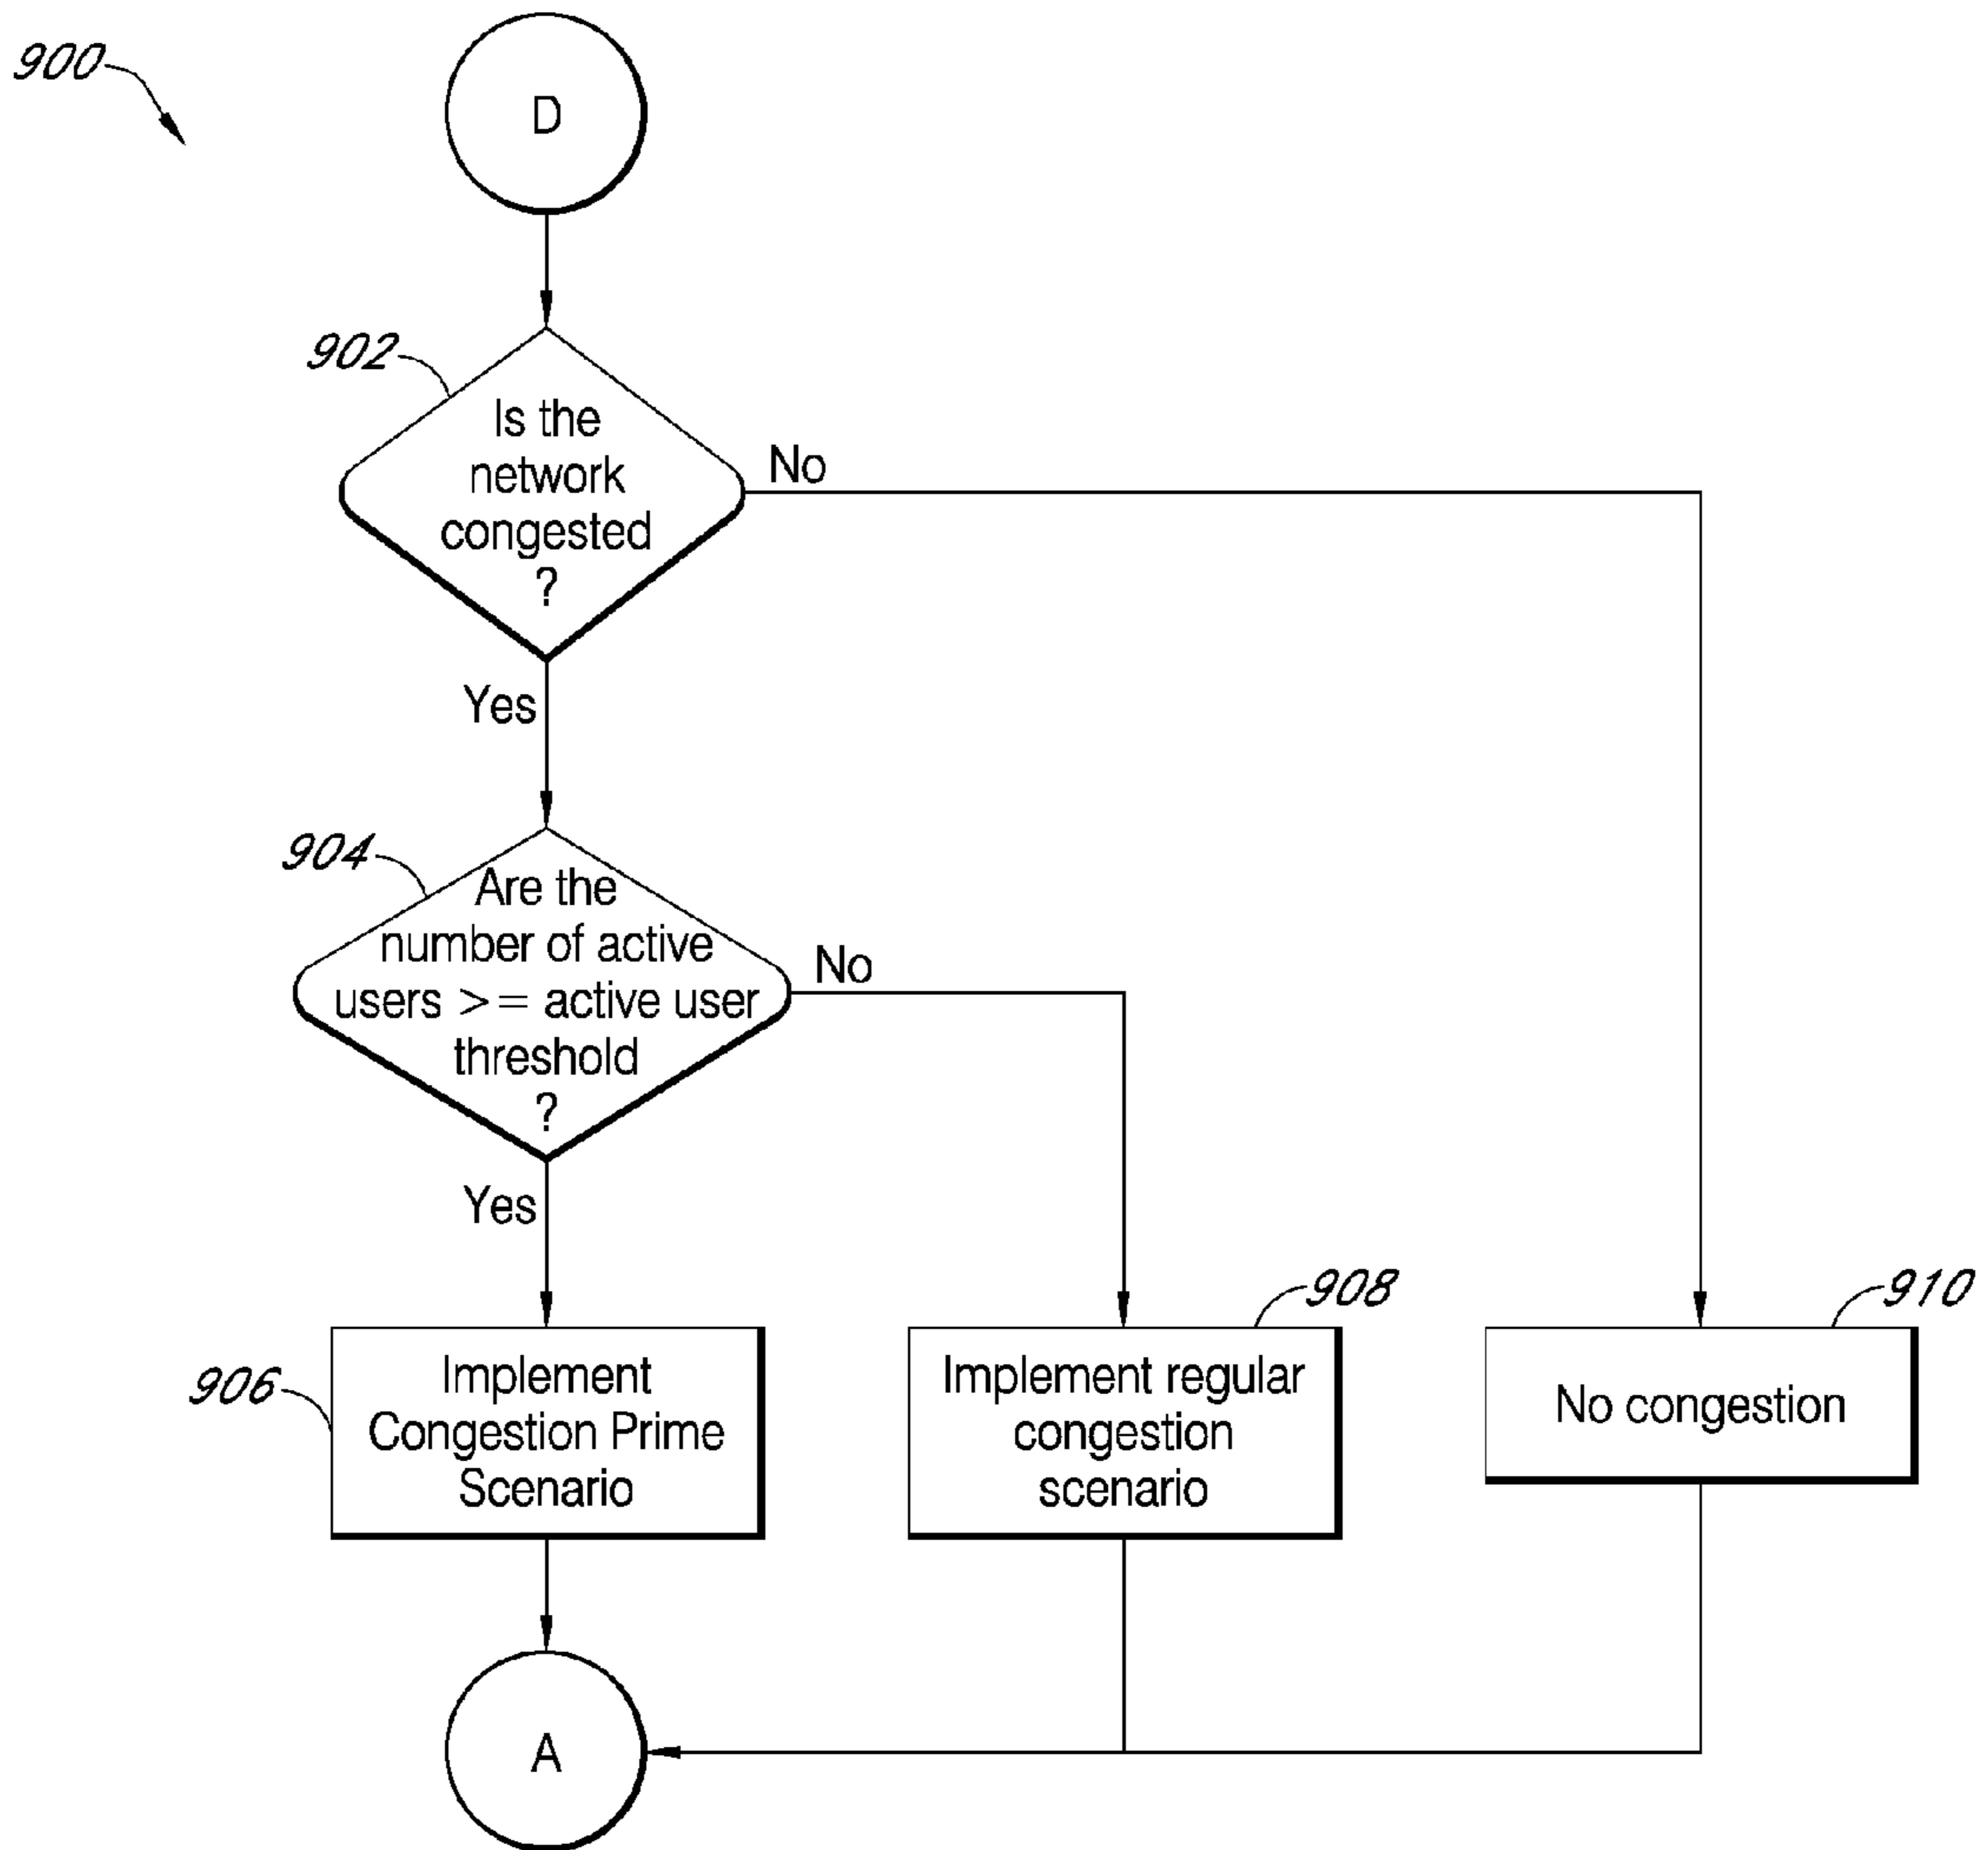 900
D
902
Is the
network
congested
?
No
Yes
904
Are the
number of active
users >= active user
threshold
?
No
Yes
906
Implement
Congestion Prime
Scenario
908
Implement regular
congestion
scenario
910
No congestion
A